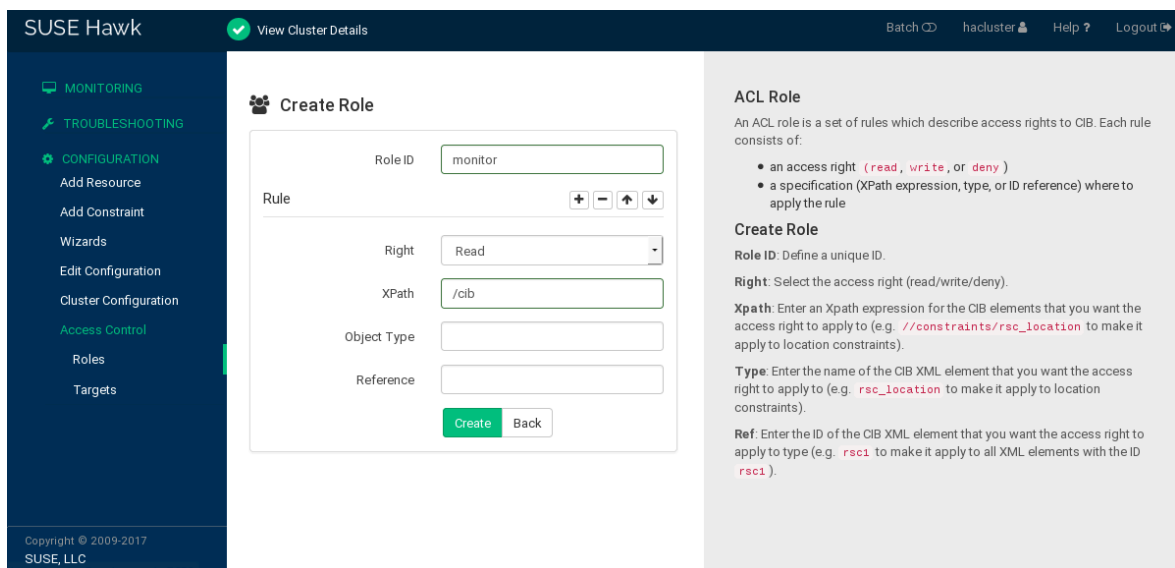 SUSE Hawk
View Cluster Details
Batch
hacluster
Help ?
Logout
MONITORING
TROUBLESHOOTING
CONFIGURATION
Add Resource
Add Constraint
Wizards
Edit Configuration
Cluster Configuration
Access Control
Roles
Targets
Copyright © 2009-2017
SUSE, LLC
Create Role
Role ID
monitor
Rule
Right
Read
XPath
/cib
Object Type
Reference
Create
Back
ACL Role
An ACL role is a set of rules which describe access rights to CIB. Each rule
consists of:
• an access right (read, write, or deny )
• a specification (XPath expression, type, or ID reference) where to
apply the rule
Create Role
Role ID: Define a unique ID.
Right: Select the access right (read/write/deny).
Xpath: Enter an Xpath expression for the CIB elements that you want the
access right to apply to (e.g. //constraints/rsc_location to make it
apply to location constraints).
Type: Enter the name of the CIB XML element that you want the access
right to apply to (e.g. rsc_location to make it apply to location
constraints).
Ref: Enter the ID of the CIB XML element that you want the access right to
apply to type (e.g. rsc1 to make it apply to all XML elements with the ID
rsc1 ).